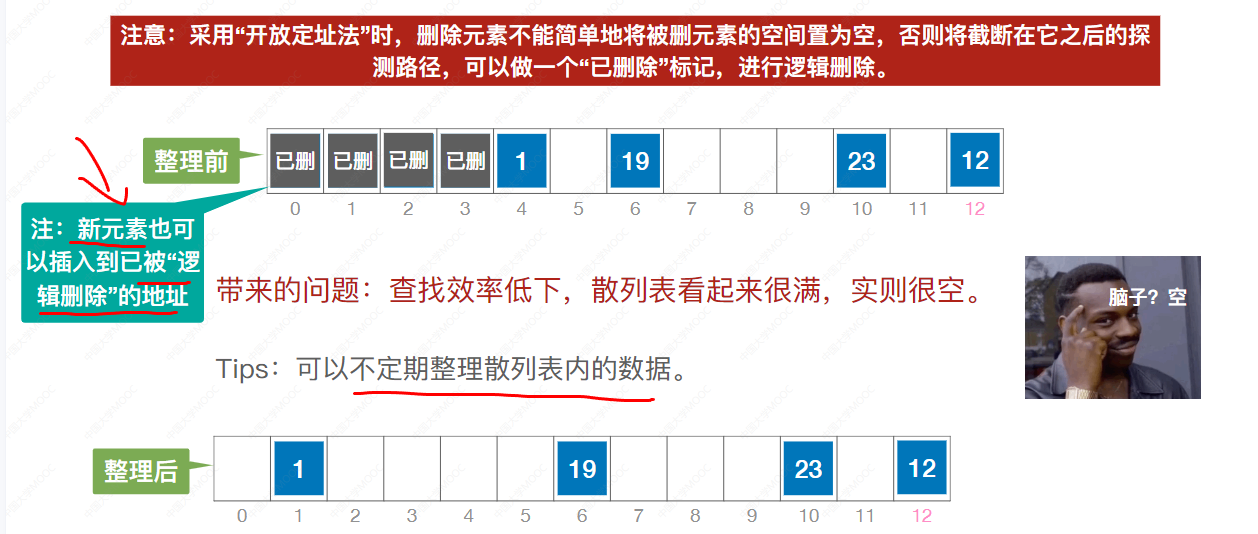 注意：采用“开放定址法”时，删除元素不能简单地将被删元素的空间置为空，否则将截断在它之后的探
测路径，可以做一个“已删除”标记，进行逻辑删除。
整理前
已删 已删 已删 已删 1 19 23 12
0 1 2 3 4 5 6 7 8 9 10 11 12
注：新元素也可
以插入到已被“逻
辑删除”的地址
带来的问题：查找效率低下，散列表看起来很满，实则很空。
脑子？空
Tips：可以不定期整理散列表内的数据。
整理后
1 19 23 12
0 1 2 3 4 5 6 7 8 9 10 11 12